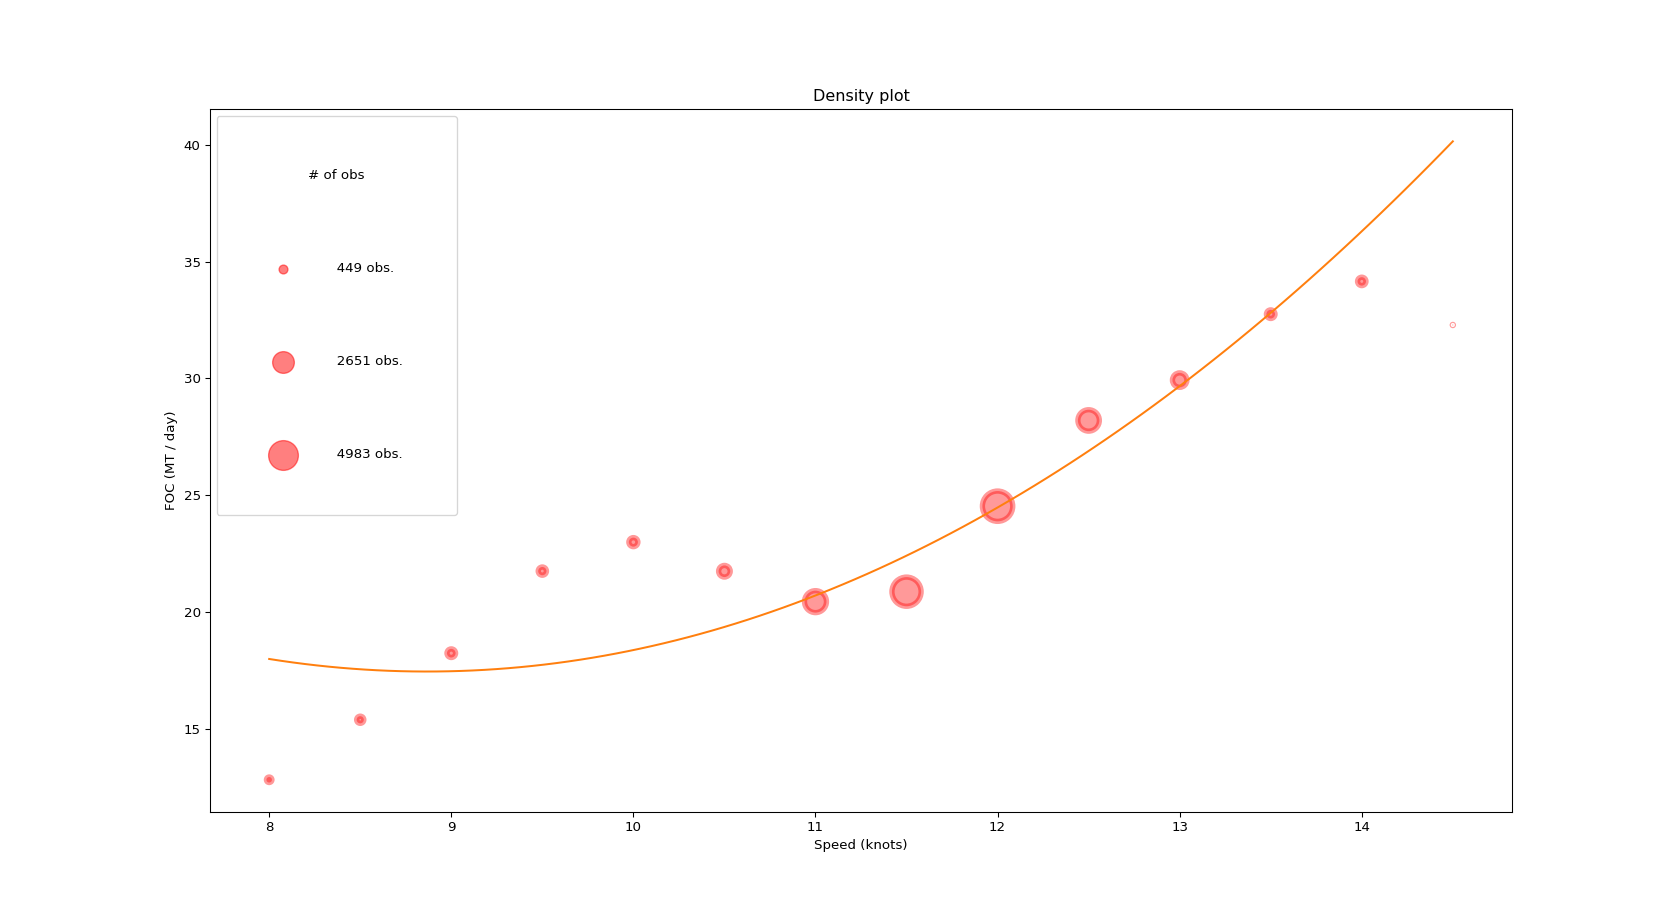 Density plot
# of obs
449 obs.
2651 obs.
4983 obs.
FOC (MT / day)
40
35
30
25
20
15
8 9 10 11 12 13 14
Speed (knots)